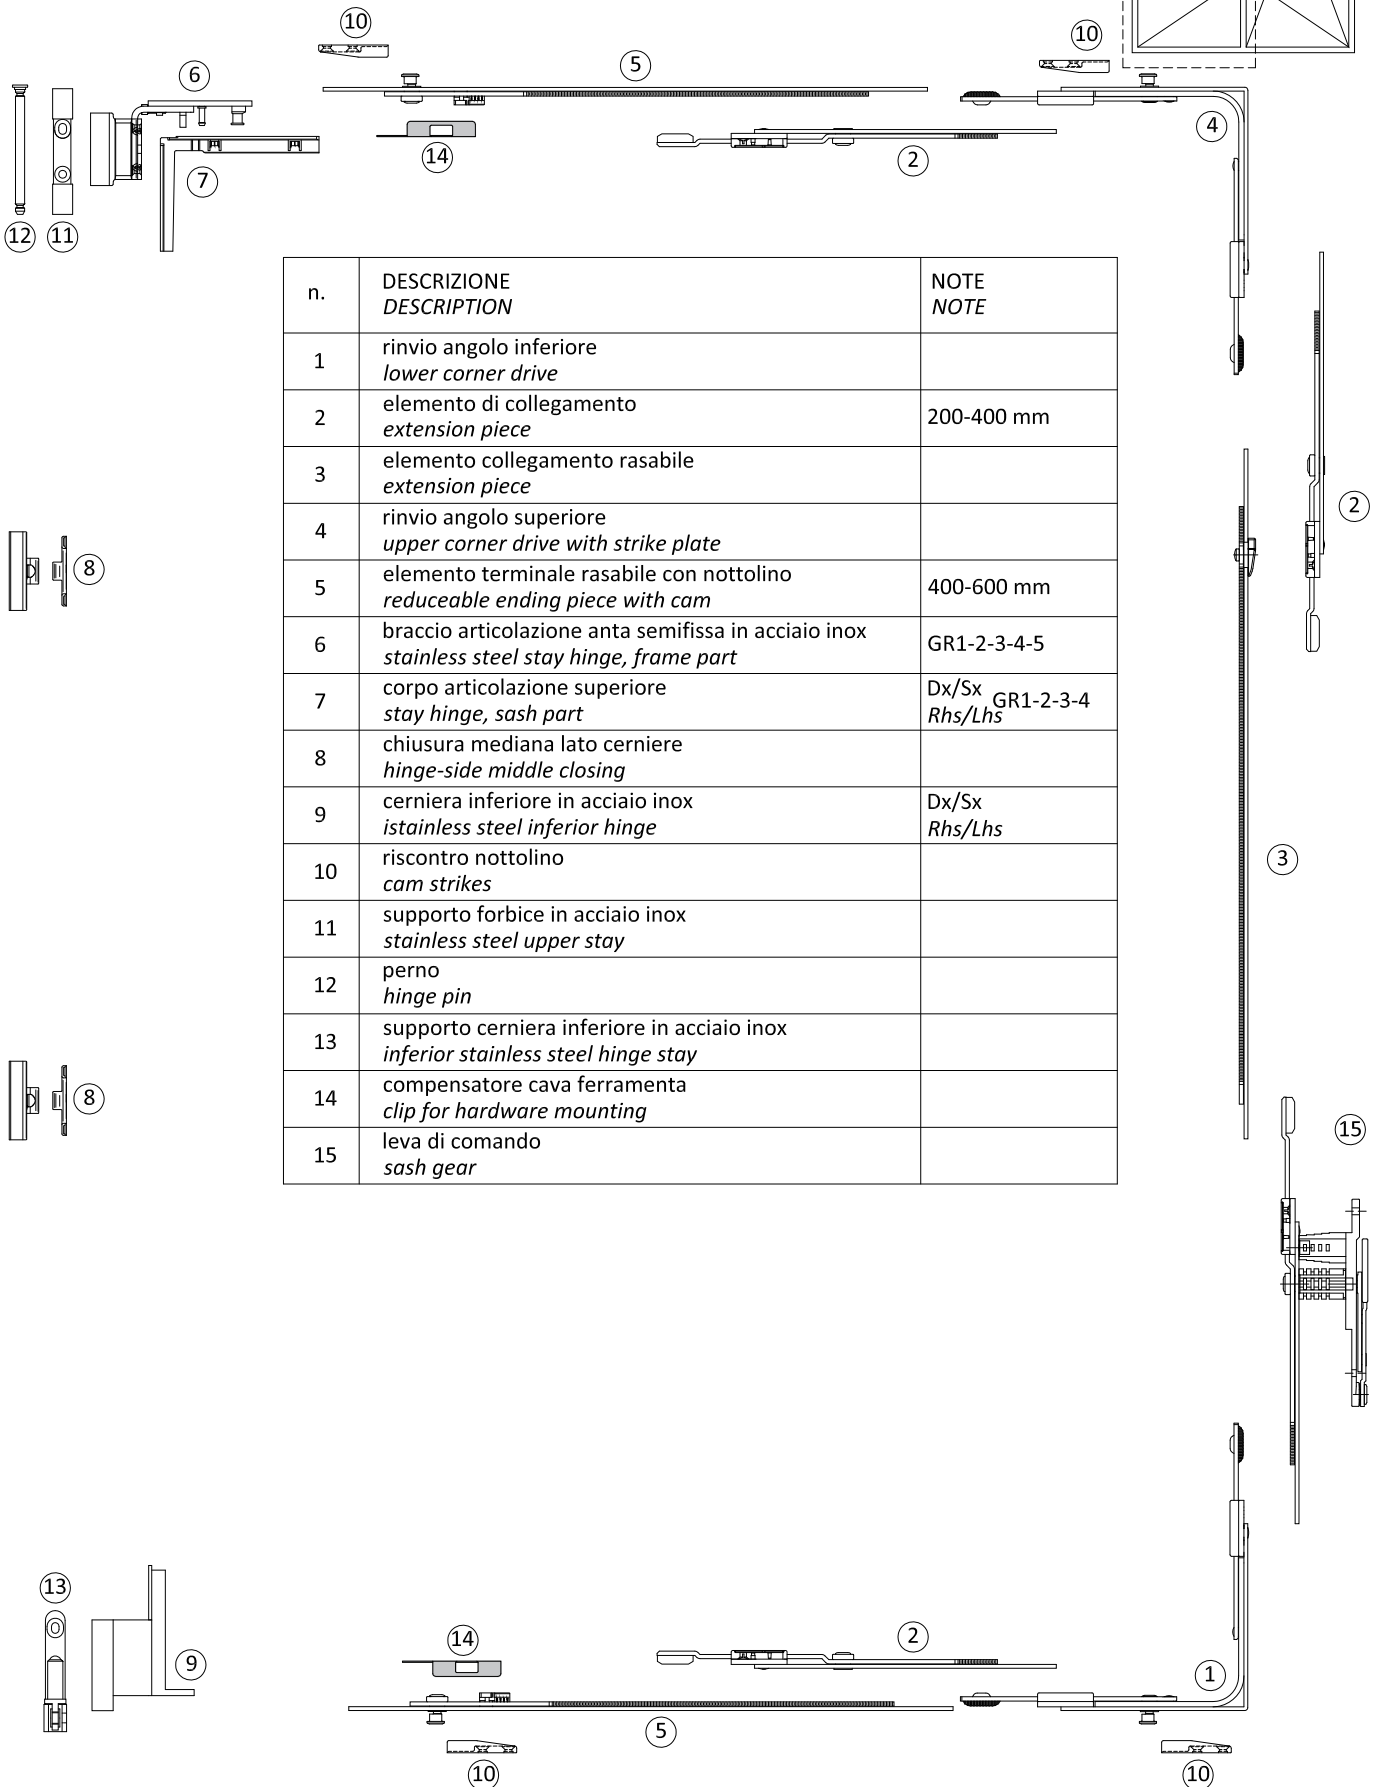 10
10
5
6
4
14
2
7
12
11
n.
DESCRIZIONE
DESCRIPTION
NOTE
NOTE
1
rinvio angolo inferiore
lower corner drive
2
elemento di collegamento
extension piece
200-400 mm
3
elemento collegamento rasabile
extension piece
4
rinvio angolo superiore
upper corner drive with strike plate
5
elemento terminale rasabile con nottolino
reduceable ending piece with cam
400-600 mm
6
braccio articolazione anta semifissa in acciaio inox
stainless steel stay hinge, frame part
GR1-2-3-4-5
7
corpo articolazione superiore
stay hinge, sash part
Dx/Sx
Rhs/Lhs
GR1-2-3-4
8
chiusura mediana lato cerniere
hinge-side middle closing
9
cerniera inferiore in acciaio inox
istainless steel inferior hinge
Dx/Sx
Rhs/Lhs
10
riscontro nottolino
cam strikes
11
supporto forbice in acciaio inox
stainless steel upper stay
12
perno
hinge pin
13
supporto cerniera inferiore in acciaio inox
inferior stainless steel hinge stay
14
compensatore cava ferramenta
clip for hardware mounting
15
leva di comando
sash gear
2
8
3
8
15
13
14
2
9
1
5
10
10